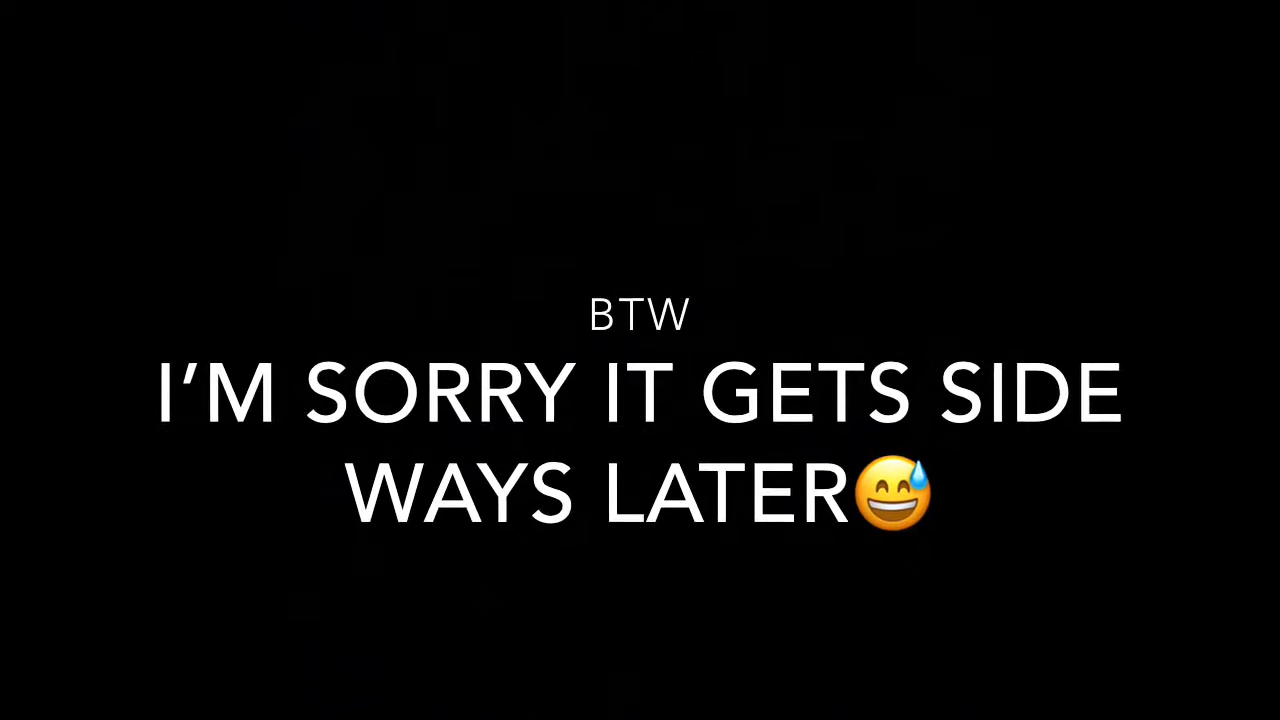 BTW
I’M SORRY IT GETS SIDE
WAYS LATER😅